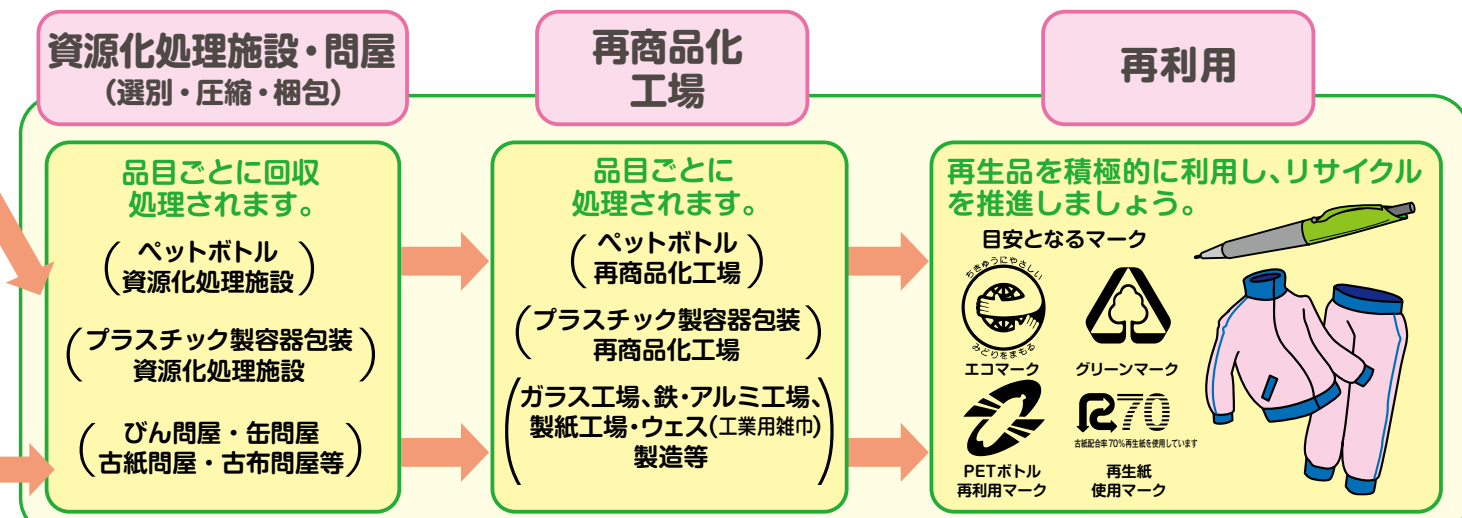 資源化処理施設・問屋
（選別・圧縮・梱包）
品目ごとに回収
処理されます。
（ペットボトル
資源化処理施設）
（プラスチック製容器包装
資源化処理施設）
（びん問屋・缶問屋
古紙問屋・古布問屋等）
再商品化
工場
品目ごとに
処理されます。
（ペットボトル
再商品化工場）
（プラスチック製容器包装
再商品化工場）
（ガラス工場、鉄・アルミ工場、
製紙工場・ウェス(工業用雑巾)
製造等）
再利用
再生品を積極的に利用し、リサイクル
を推進しましょう。
目安となるマーク
ちきゅうにやさしい
みどりをまもる
エコマーク
グリーンマーク
R70
古紙配合率70%再生紙を使用しています
PETボトル
再利用マーク
再生紙
使用マーク